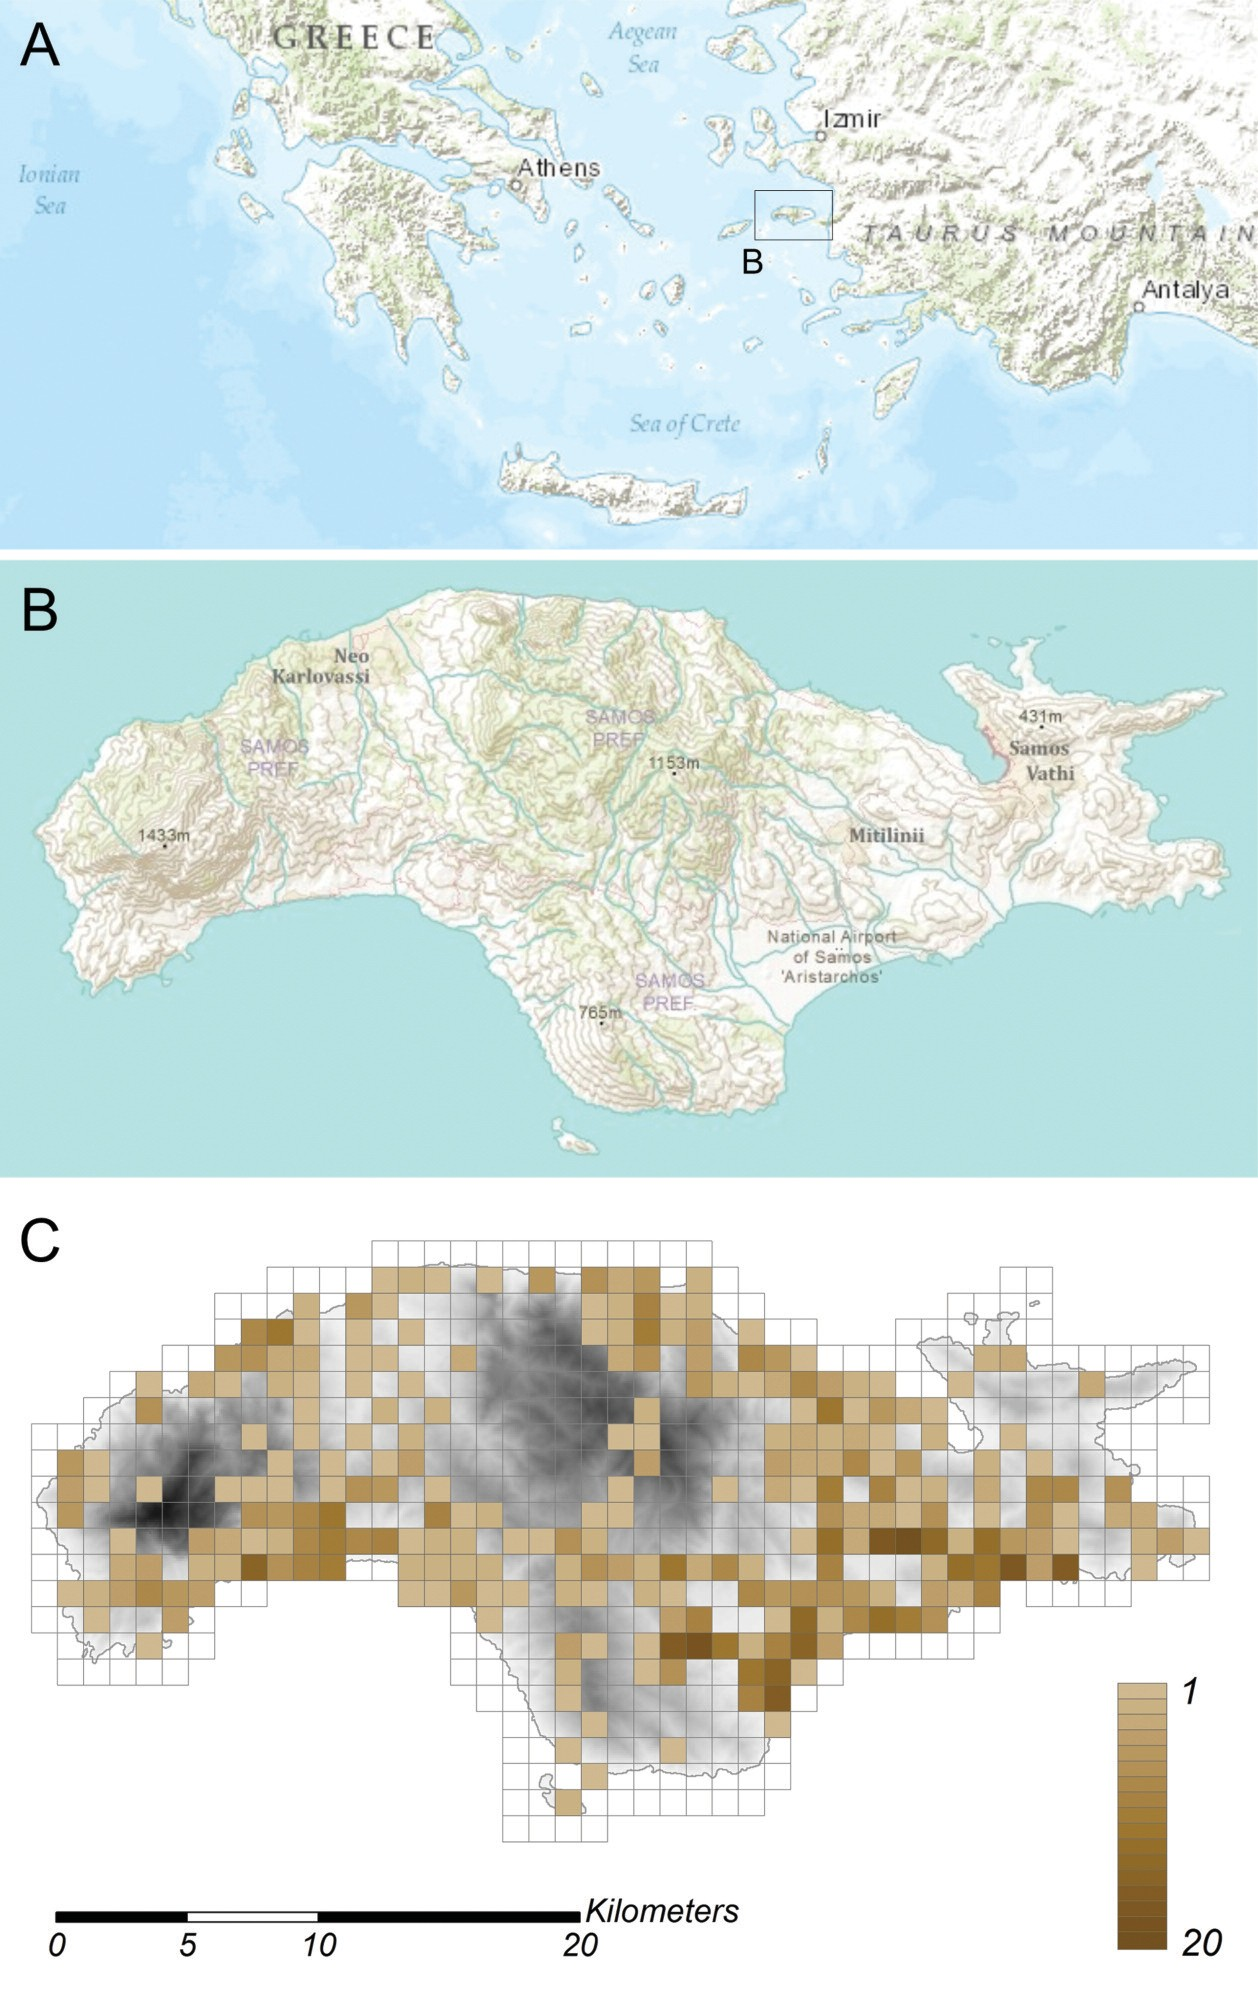 A
GREECE
Aegean
Sea
Izmir
Ionian
Sea
Athens
TAURUS MOUNTAIN
B
Antalya
Sea of Crete
B
Neo
Karlovassi
SAMOS
PREF.
SAMOS
PREF.
431m
Samos
Vathi
1153m
1433m
Mitilinii
National Airport
of Samos
'Aristarchos'
SAMOS
PREF.
765m
C
1
20
Kilometers
0 5 10 20